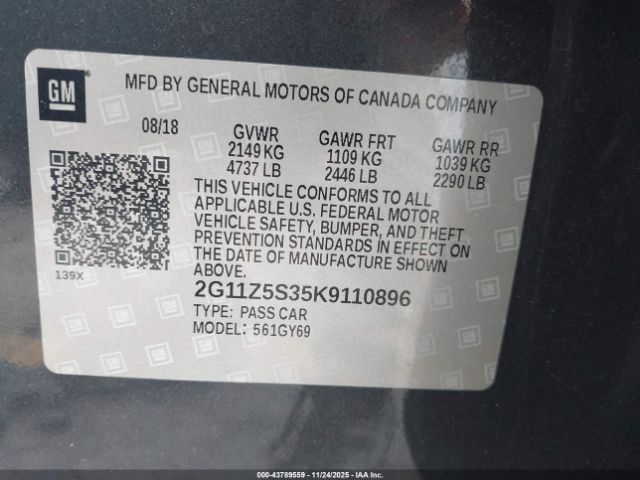 GM
MFD BY GENERAL MOTORS OF CANADA COMPANY
08/18
GVWR GAWR FRT GAWR RR
2149 KG 1109 KG 1039 KG
4737 LB 2446 LB 2290 LB
THIS VEHICLE CONFORMS TO ALL
APPLICABLE U.S. FEDERAL MOTOR
VEHICLE SAFETY, BUMPER, AND THEFT
PREVENTION STANDARDS IN EFFECT ON
THE DATE OF MANUFACTURE SHOWN
ABOVE.
139X
2G11Z5S35K9110896
TYPE: PASS CAR
MODEL: 561GY69
000-43789559 - 11/24/2025 - IAA Inc.